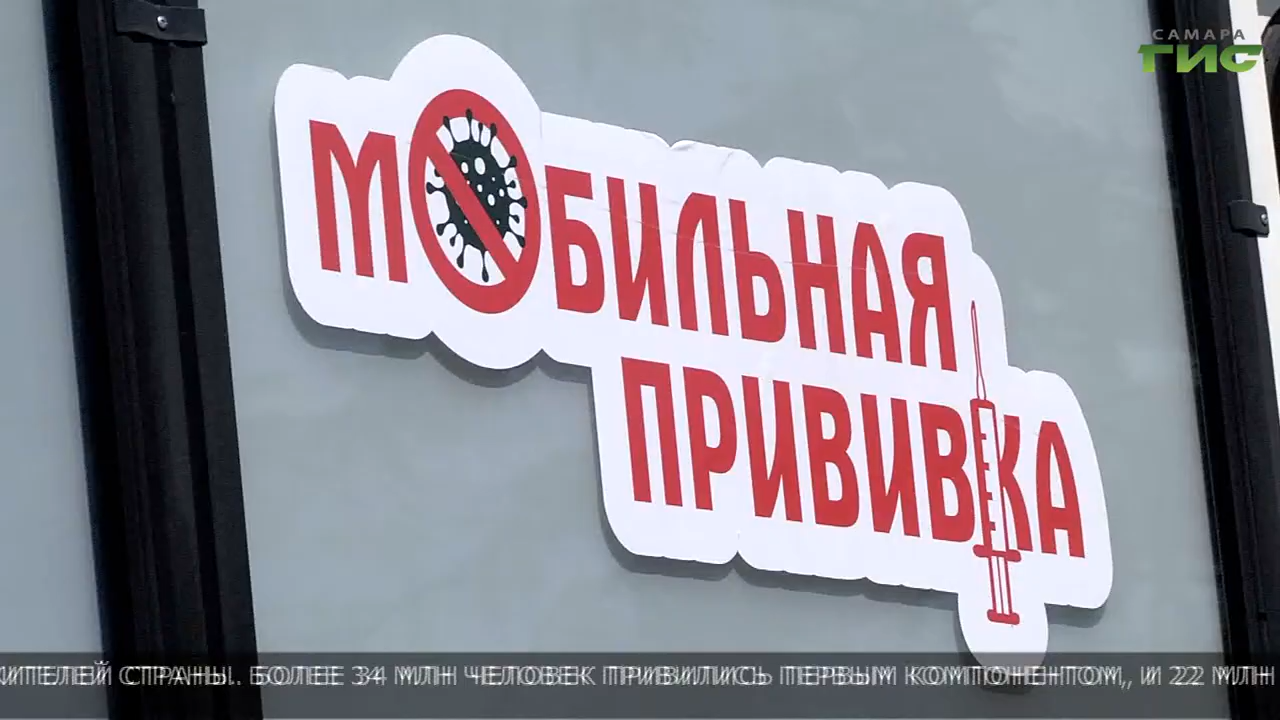 САМАРА
ГИС
МОБИЛЬНАЯ
ПРИВИВКА
ЖИТЕЛЕЙ СТРАНЫ. БОЛЕЕ 34 МЛН ЧЕЛОВЕК ПРИВИЛИСЬ ПЕРВЫМ КОМПОНЕНТОМ, И 22 МЛН